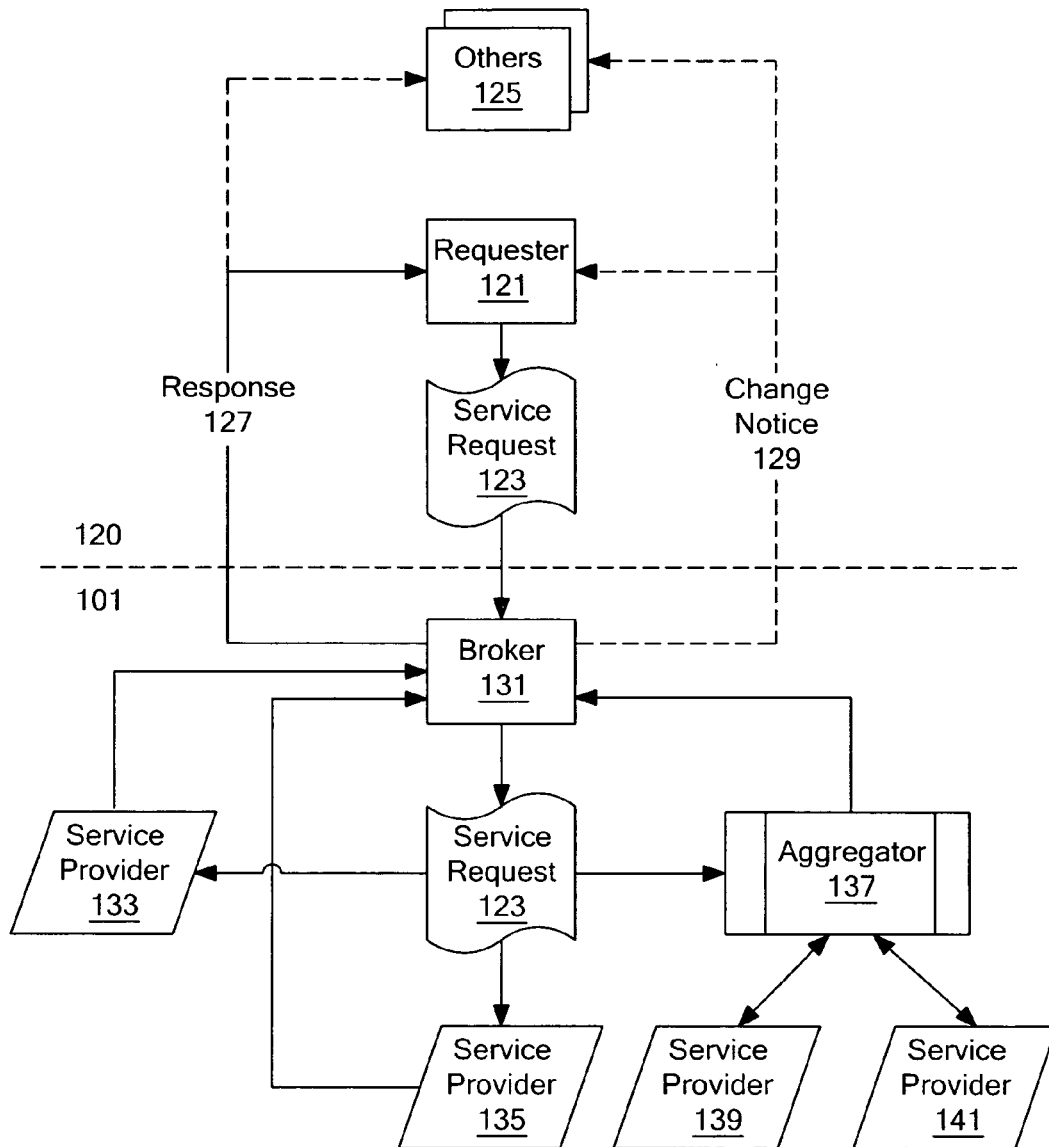 Others
125
Requester
121
Response
127
Service
Request
123
Change
Notice
129
120
101
Broker
131
Service
Provider
133
Service
Request
123
Aggregator
137
Service
Provider
135
Service
Provider
139
Service
Provider
141